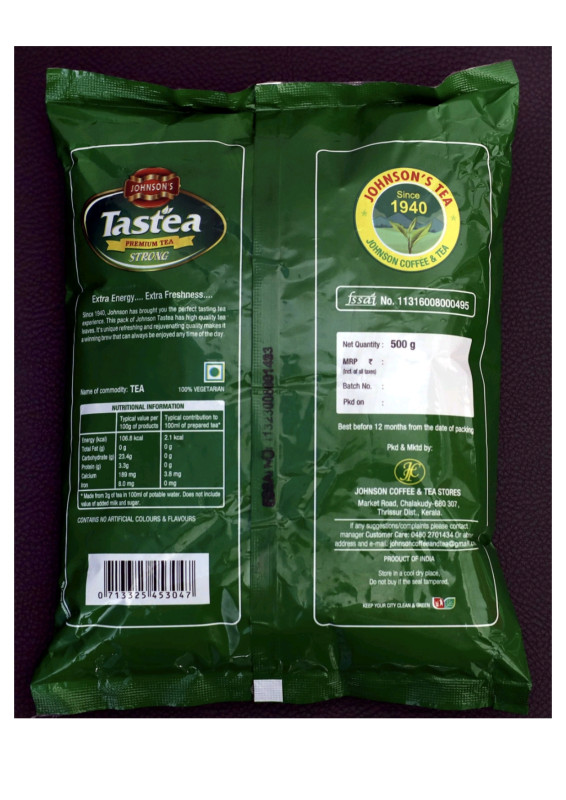 JOHNSON'S
Tastea
PREMIUM TEA
STRONG
Extra Energy.... Extra Freshness....
Since 1940, Johnson has brought you the perfect tasting tea
experience. This pack of Johnson Tastea has high quality tea
leaves. It's unique refreshing and rejuvenating quality makes it
a winning brew that can always be enjoyed any time of the day.
Name of commodity: TEA
100% VEGETARIAN
NUTRITIONAL INFORMATION
Typical value per 100g of products
Typical contribution to 100ml of prepared tea*
Energy (kcal) 106.8 kcal 2.1 kcal
Total Fat (g) 0 g 0 g
Carbohydrate (g) 23.4g 0 g
Protein (g) 3.3g 0 g
Calcium 189 mg 3.8 mg
Iron 8.0 mg 0 mg
* Made from 2g of tea in 100ml of potable water. Does not include
value of added milk and sugar.
CONTAINS NO ARTIFICIAL COLOURS & FLAVOURS
0 713325 453047
JOHNSON'S TEA
Since
1940
JOHNSON COFFEE & TEA
fssai No. 11316008000495
Net Quantity : 500 g
MRP ₹ :
Batch No. :
Pkd on :
Best before 12 months from the date of packing
Pkd & Mktd by:
JOHNSON COFFEE & TEA STORES
Market Road, Chalakudy-680 307,
Thrissur Dist., Kerala.
If any suggestions/complaints please contact
manager Customer Care: 0480 2701434 Or
address and e-mail: johnsoncoffeeandtea@gmail.
PRODUCT OF INDIA
Store in a cool dry place.
Do not buy if the seal tampered.
KEEP YOUR CITY CLEAN & GREEN